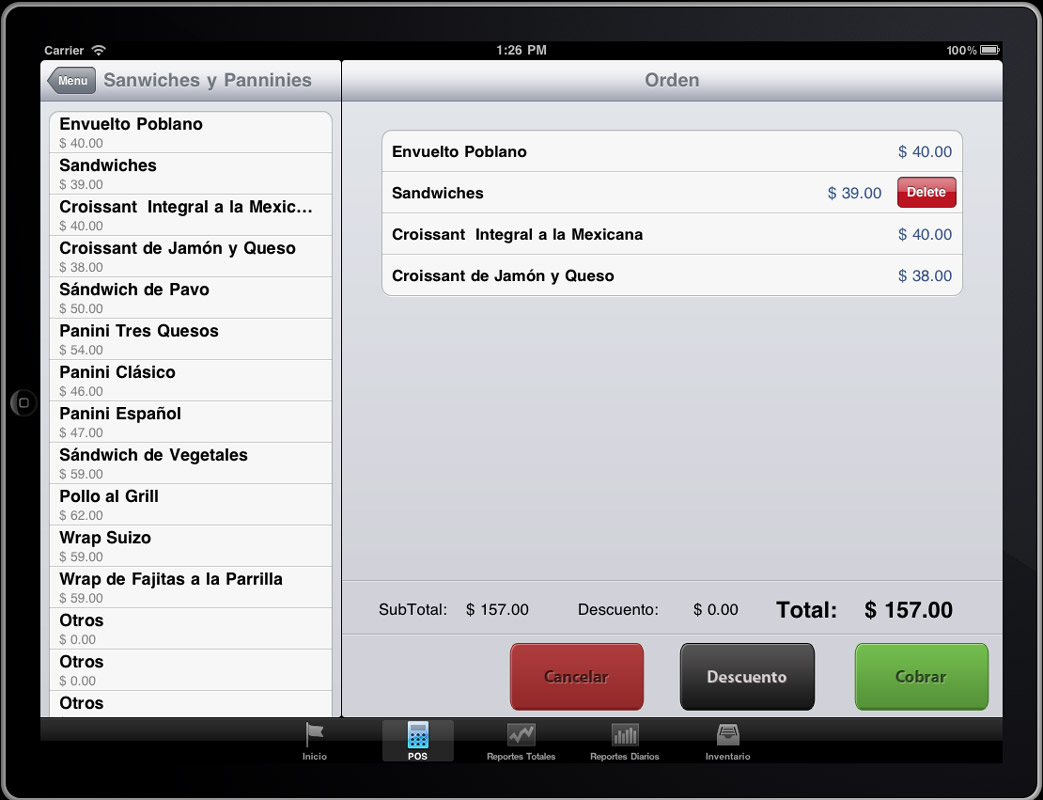 Carrier 1:26 PM 100%
Menu Sanwiches y Panninies
Envuelto Poblano
$ 40.00
Sandwiches
$ 39.00
Croissant  Integral a la Mexic...
$ 40.00
Croissant de Jamón y Queso
$ 38.00
Sándwich de Pavo
$ 50.00
Panini Tres Quesos
$ 54.00
Panini Clásico
$ 46.00
Panini Español
$ 47.00
Sándwich de Vegetales
$ 59.00
Pollo al Grill
$ 62.00
Wrap Suizo
$ 59.00
Wrap de Fajitas a la Parrilla
$ 59.00
Otros
$ 0.00
Otros
$ 0.00
Otros
Orden
Envuelto Poblano $ 40.00
Sandwiches $ 39.00 Delete
Croissant  Integral a la Mexicana $ 40.00
Croissant de Jamón y Queso $ 38.00
SubTotal: $ 157.00 Descuento: $ 0.00 Total: $ 157.00
Cancelar Descuento Cobrar
Inicio POS Reportes Totales Reportes Diarios Inventario